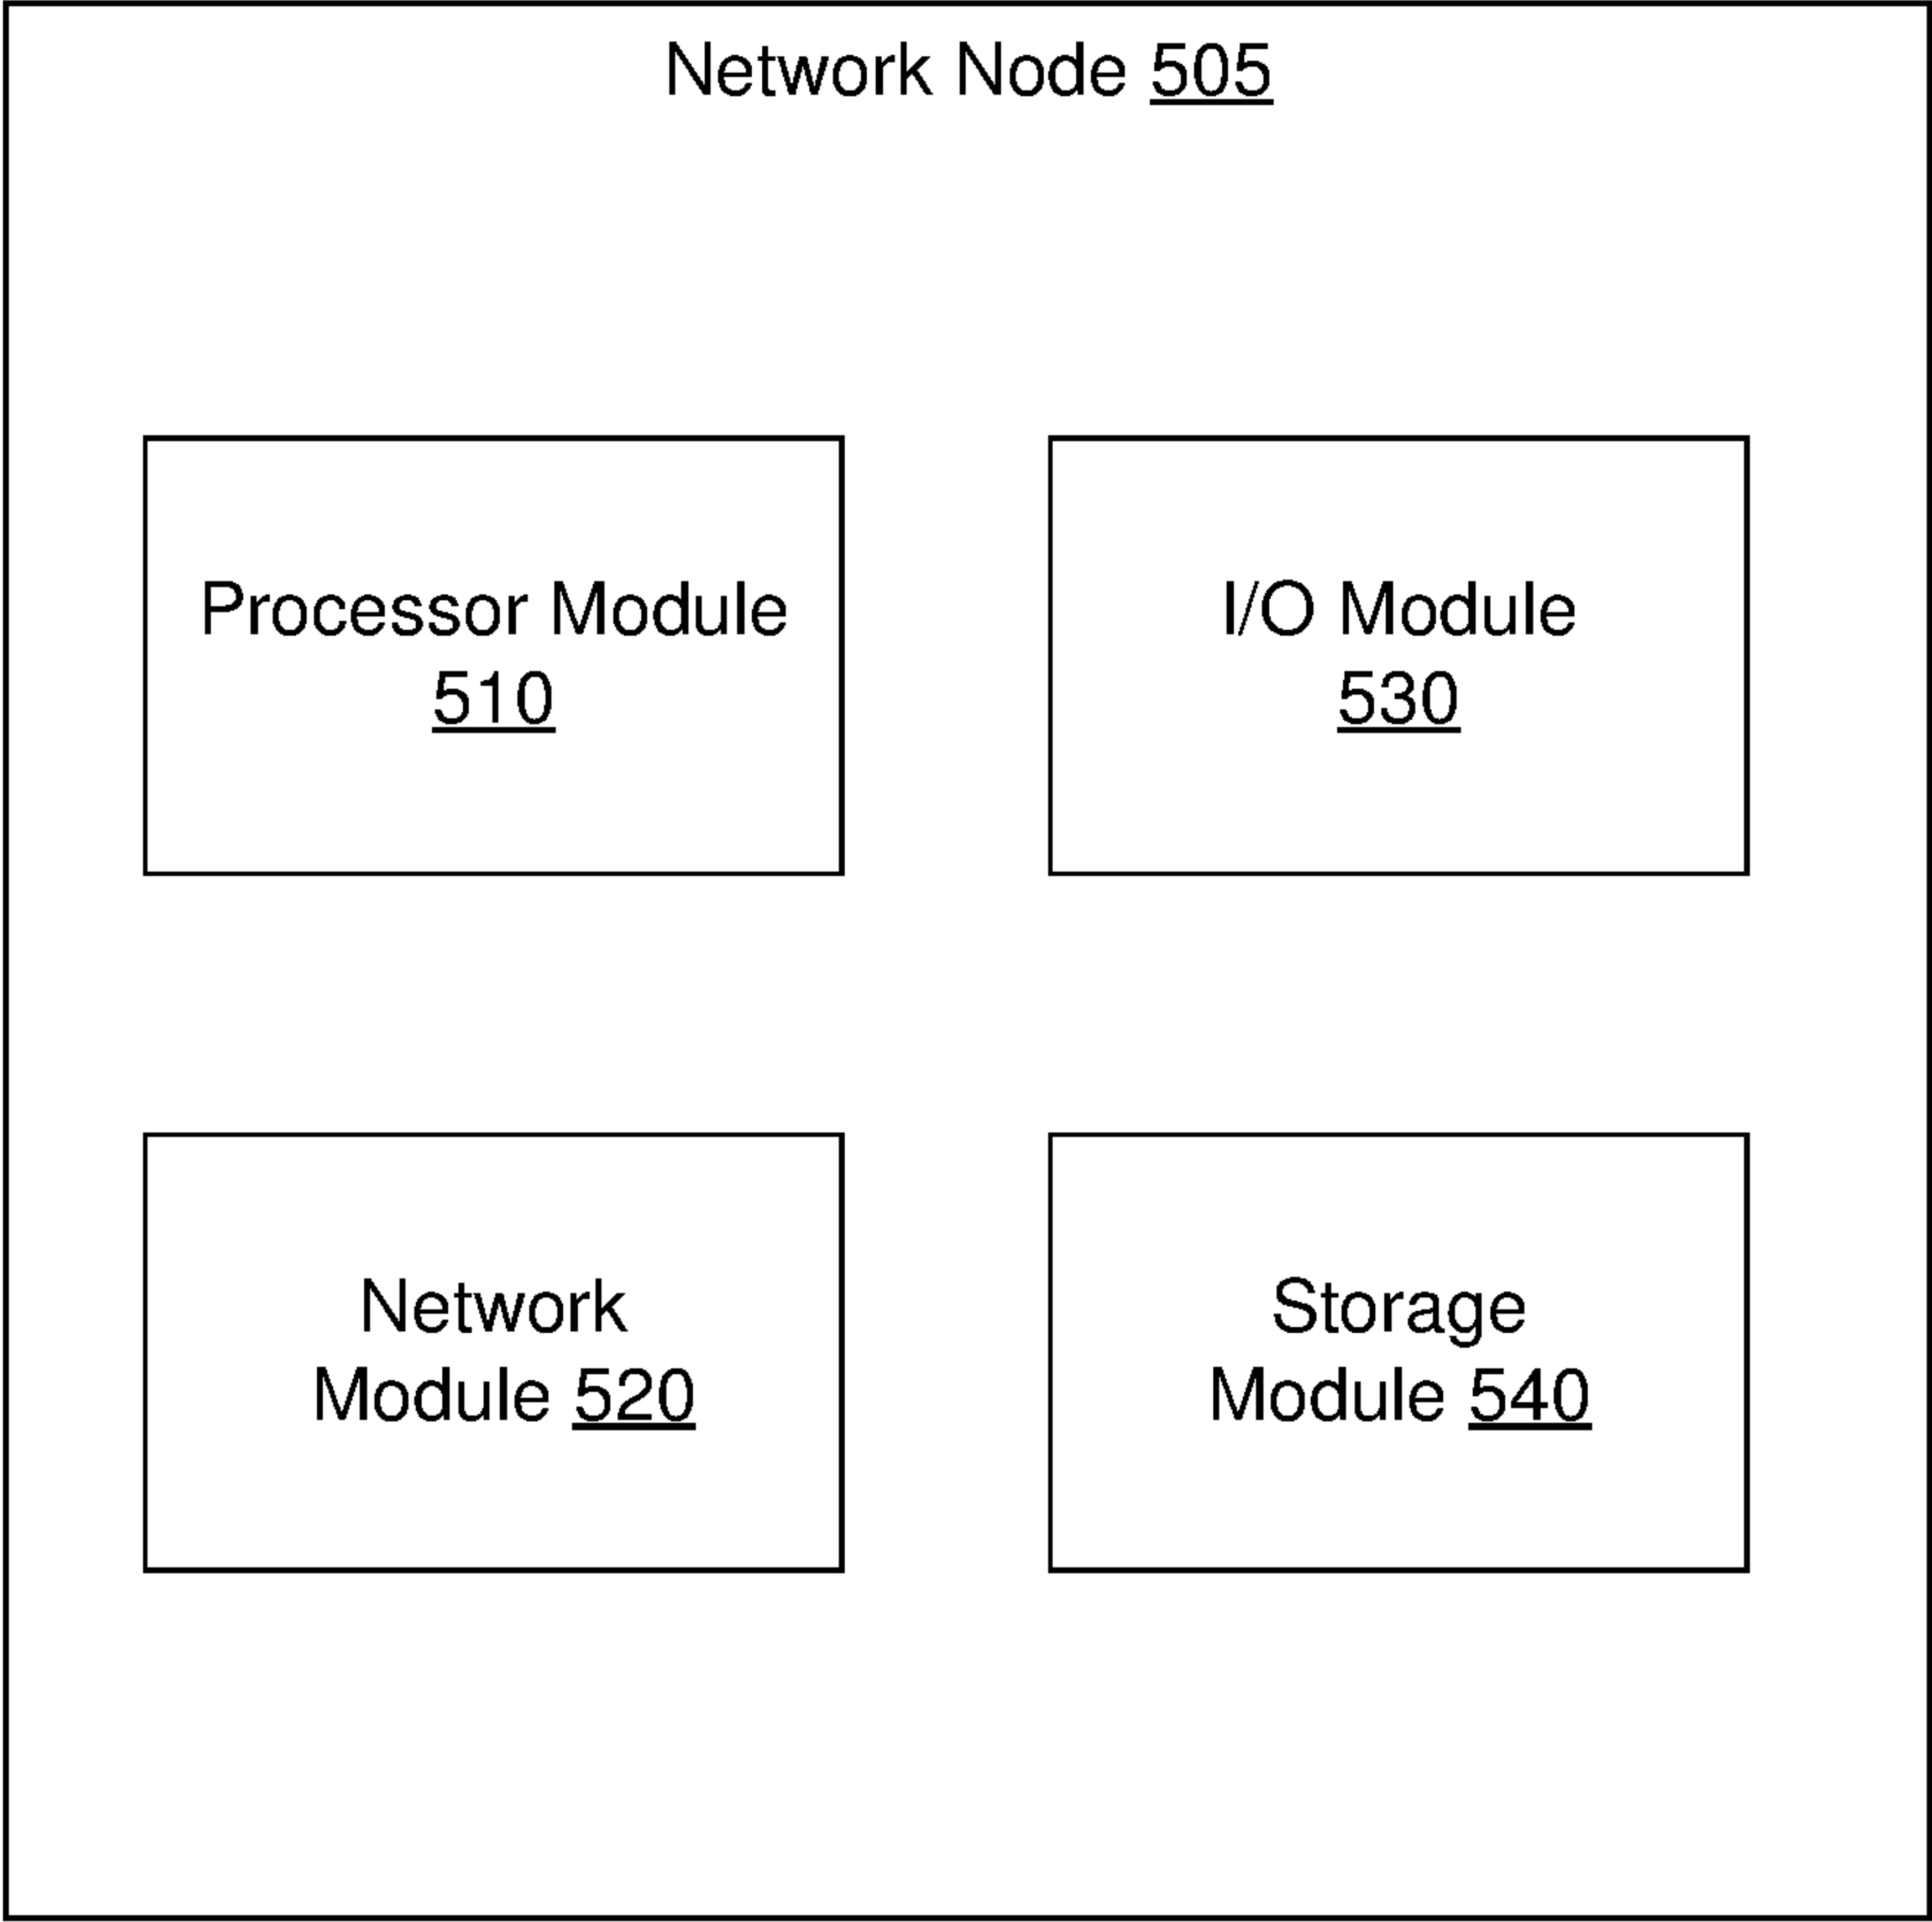 Network Node 505
Processor Module
510
I/O Module
530
Network
Module 520
Storage
Module 540